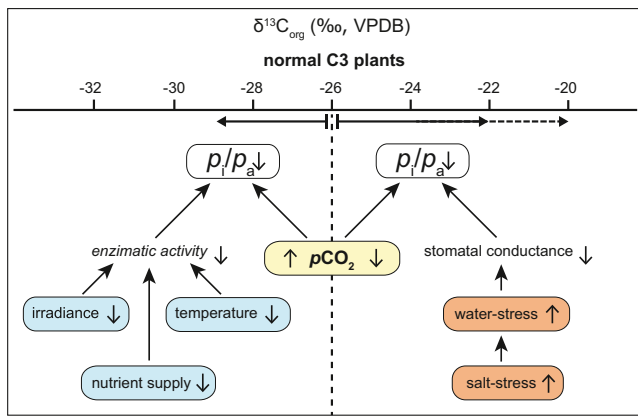 δ¹³C_org (‰, VPDB)
normal C3 plants
-32 -30 -28 -26 -24 -22 -20
pᵢ/pₐ↓ pᵢ/pₐ↓
enzimatic activity ↓ ↑ pCO₂ ↓ stomatal conductance ↓
irradiance ↓ temperature ↓ water-stress ↑
nutrient supply ↓ salt-stress ↑